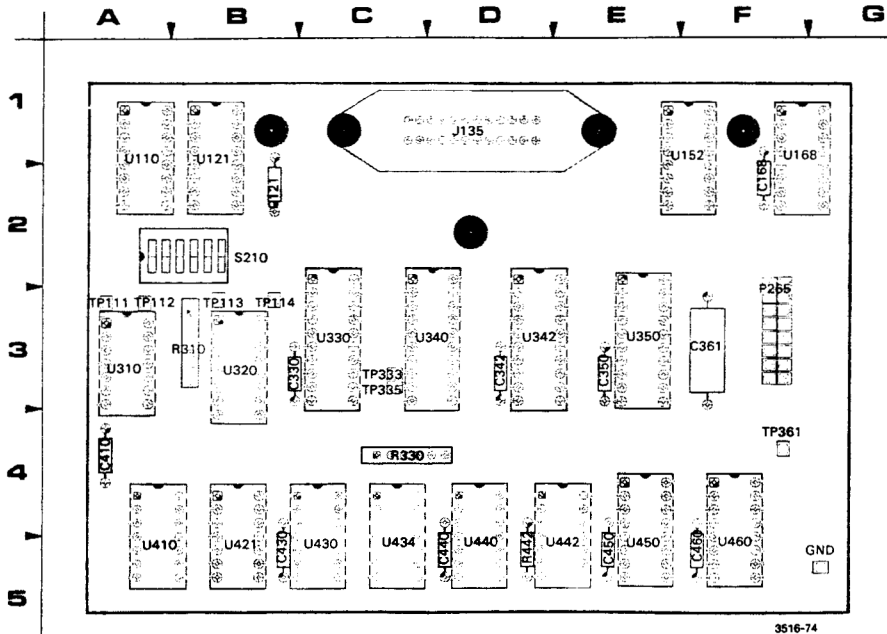 A B C D E F G
1
J135
U110 U121 U152 U168
C168
2
S210
P265
TP111 TP112 TP113 TP114
3
U330 U340 U342 U350
R310
C361
U310 U320
C330 C342 C350
TP333
TP335
TP361
C410
4
R330
U410 U421 C430 U430 U434 C440 U440 R442 U442 C450 U450 C460 U460
GND
5
3516-74